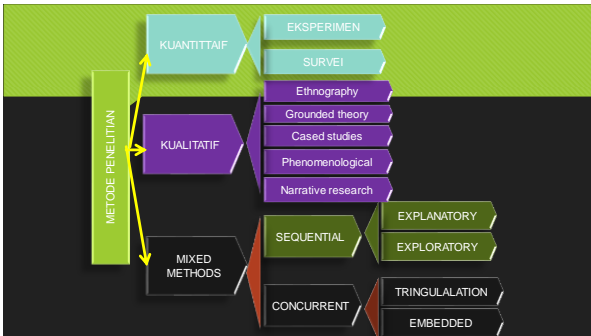 METODE PENELITIAN
KUANTITTAIF
EKSPERIMEN
SURVEI
KUALITATIF
Ethnography
Grounded theory
Cased studies
Phenomenological
Narrative research
MIXED
METHODS
SEQUENTIAL
EXPLANATORY
EXPLORATORY
CONCURRENT
TRINGULALATION
EMBEDDED